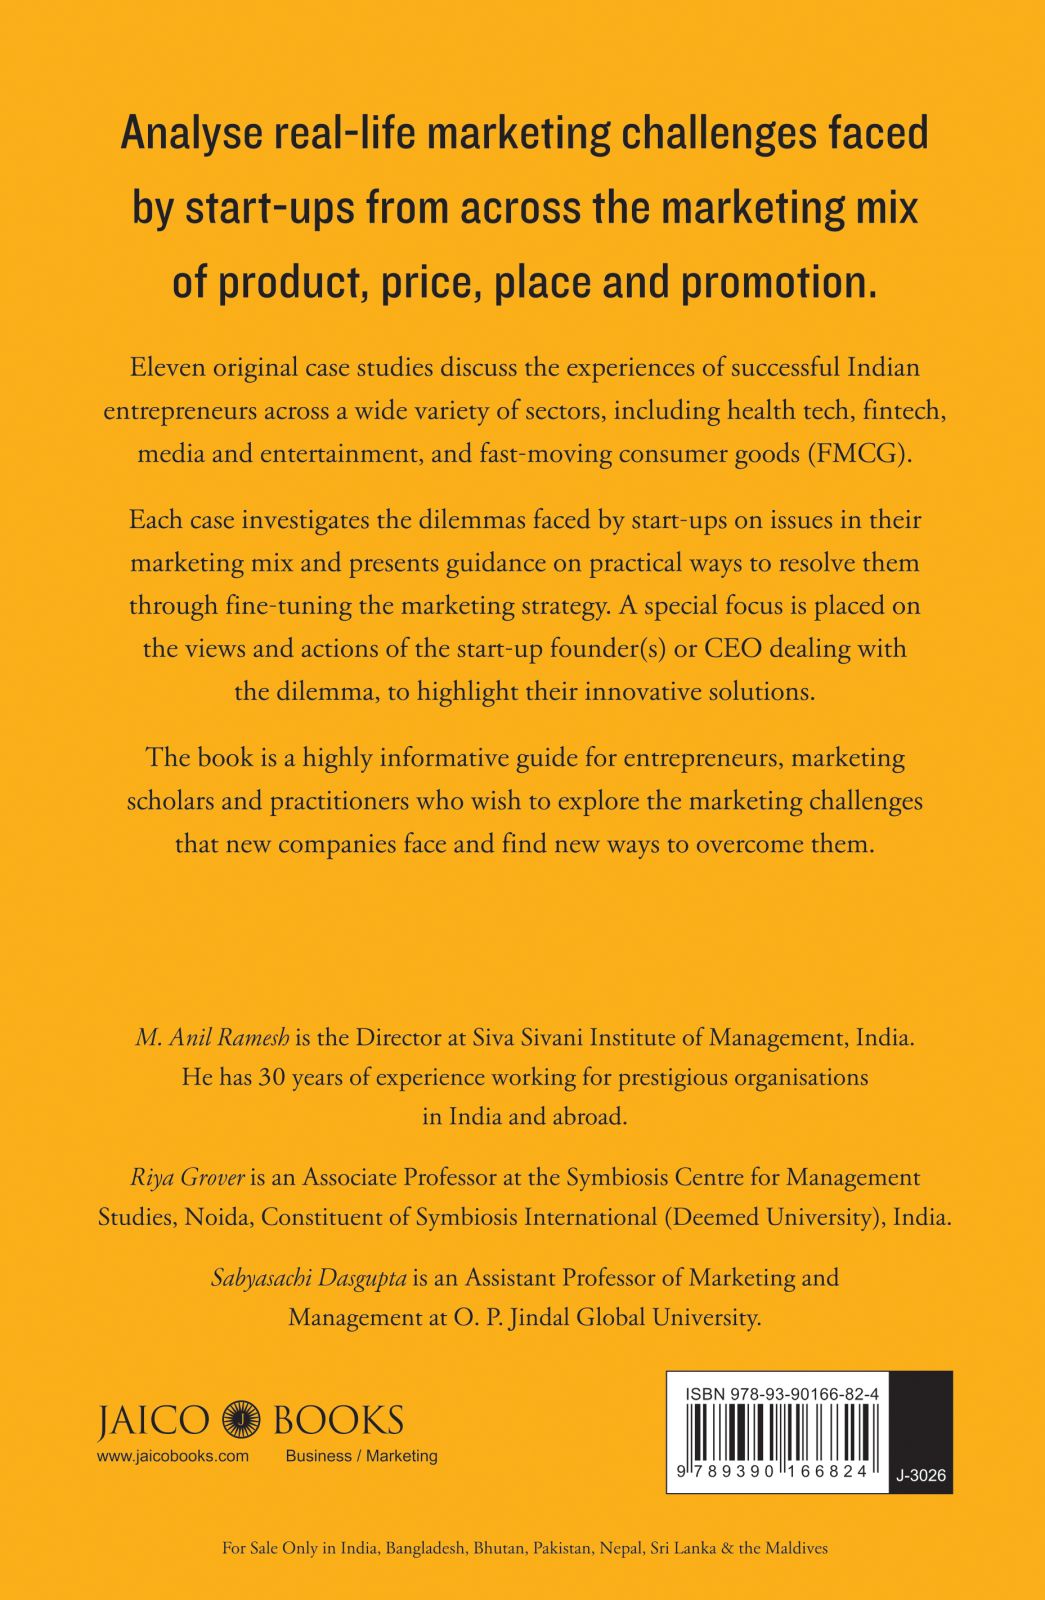 Analyse real-life marketing challenges faced
by start-ups from across the marketing mix
of product, price, place and promotion.
Eleven original case studies discuss the experiences of successful Indian
entrepreneurs across a wide variety of sectors, including health tech, fintech,
media and entertainment, and fast-moving consumer goods (FMCG).
Each case investigates the dilemmas faced by start-ups on issues in their
marketing mix and presents guidance on practical ways to resolve them
through fine-tuning the marketing strategy. A special focus is placed on
the views and actions of the start-up founder(s) or CEO dealing with
the dilemma, to highlight their innovative solutions.
The book is a highly informative guide for entrepreneurs, marketing
scholars and practitioners who wish to explore the marketing challenges
that new companies face and find new ways to overcome them.
M. Anil Ramesh is the Director at Siva Sivani Institute of Management, India.
He has 30 years of experience working for prestigious organisations
in India and abroad.
Riya Grover is an Associate Professor at the Symbiosis Centre for Management
Studies, Noida, Constituent of Symbiosis International (Deemed University), India.
Sabyasachi Dasgupta is an Assistant Professor of Marketing and
Management at O. P. Jindal Global University.
JAICO J BOOKS
www.jaicobooks.com Business / Marketing
ISBN 978-93-90166-82-4
9 789390 166824
J-3026
For Sale Only in India, Bangladesh, Bhutan, Pakistan, Nepal, Sri Lanka & the Maldives